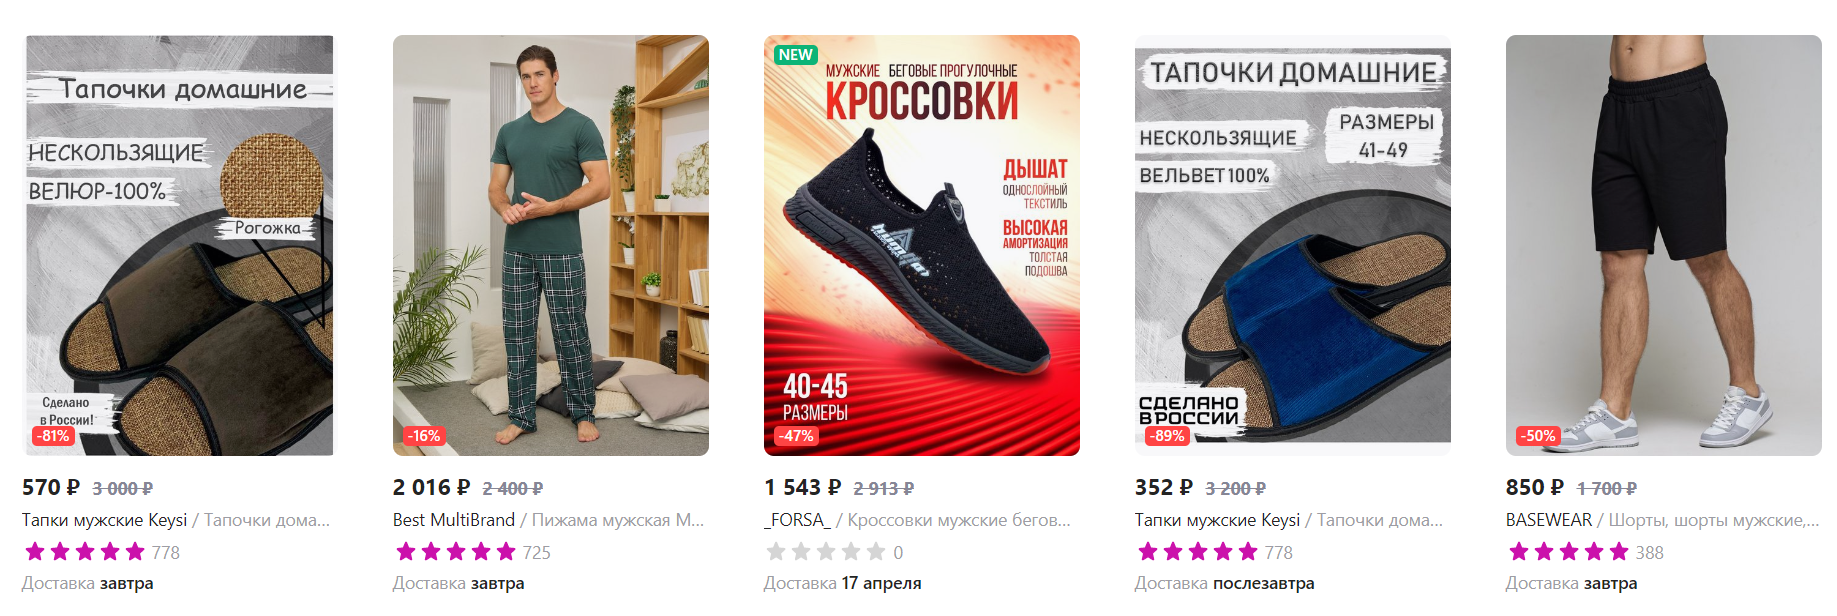 Тапочки домашние
НЕСКОЛЬЗЯЩИЕ
ВЕЛЮР-100%
Рогожка
Сделано
в России!
-81%
570 ₽ 3 000 ₽
Тапки мужские Keysi / Тапочки дома...
778
Доставка завтра
-16%
2 016 ₽ 2 400 ₽
Best MultiBrand / Пижама мужская М...
725
Доставка завтра
NEW
МУЖСКИЕ БЕГОВЫЕ ПРОГУЛОЧНЫЕ
КРОССОВКИ
ДЫШАТ
ОДНОСЛОЙНЫЙ
ТЕКСТИЛЬ
ВЫСОКАЯ
АМОРТИЗАЦИЯ
ТОЛСТАЯ
ПОДОШВА
40-45
РАЗМЕРЫ
-47%
1 543 ₽ 2 913 ₽
_FORSA_ / Кроссовки мужские бегов...
0
Доставка 17 апреля
ТАПОЧКИ ДОМАШНИЕ
НЕСКОЛЬЗЯЩИЕ
ВЕЛЬВЕТ 100%
РАЗМЕРЫ
41-49
СДЕЛАНО
В РОССИИ
-89%
352 ₽ 3 200 ₽
Тапки мужские Keysi / Тапочки дома...
778
Доставка послезавтра
-50%
850 ₽ 1 700 ₽
BASEWEAR / Шорты, шорты мужские,...
388
Доставка завтра